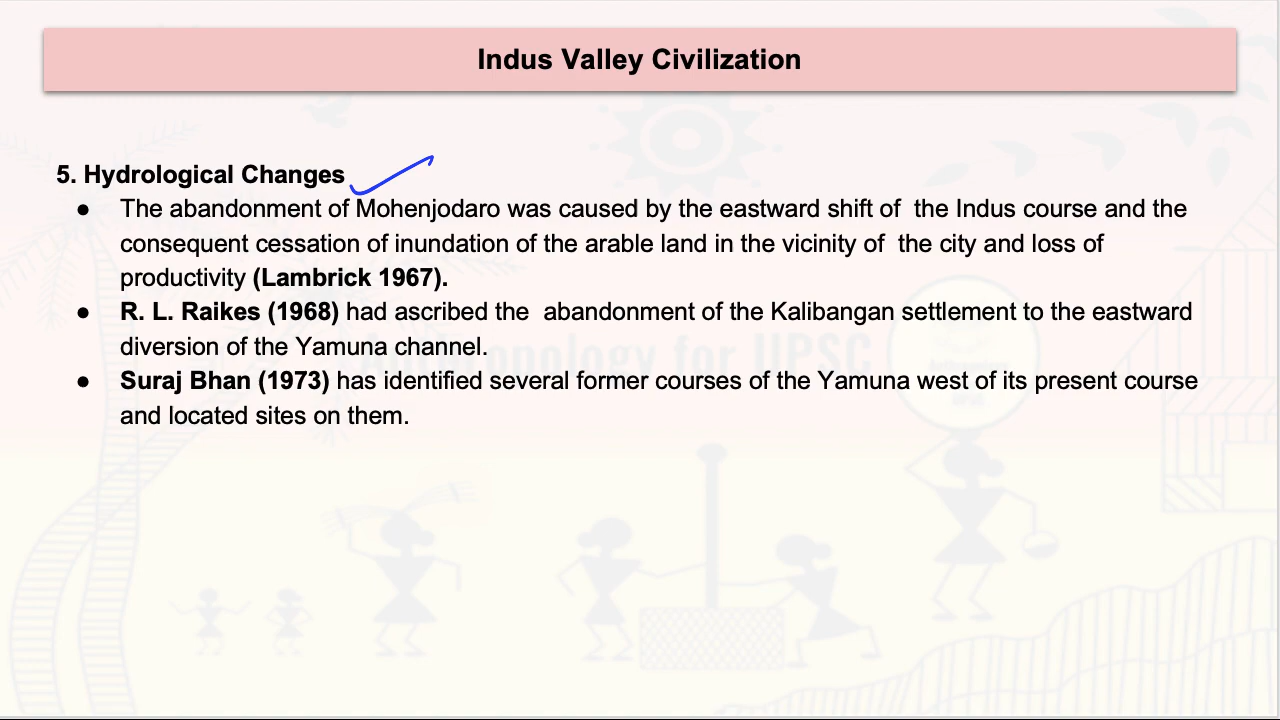 Indus Valley Civilization
5. Hydrological Changes
● The abandonment of Mohenjodaro was caused by the eastward shift of the Indus course and the
consequent cessation of inundation of the arable land in the vicinity of the city and loss of
productivity (Lambrick 1967).
● R. L. Raikes (1968) had ascribed the abandonment of the Kalibangan settlement to the eastward
diversion of the Yamuna channel.
● Suraj Bhan (1973) has identified several former courses of the Yamuna west of its present course
and located sites on them.
for UPSC